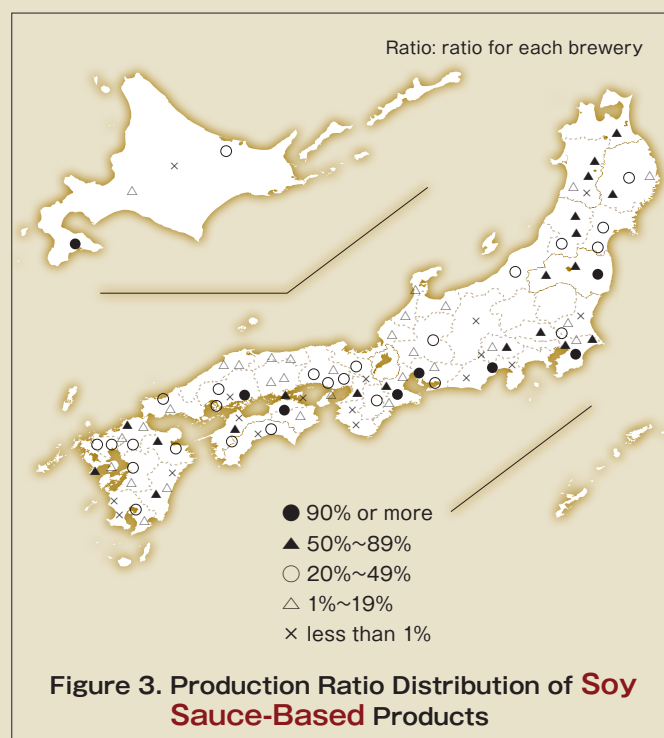 Ratio: ratio for each brewery
● 90% or more
▲ 50%~89%
○ 20%~49%
△ 1%~19%
× less than 1%
Figure 3. Production Ratio Distribution of Soy
Sauce-Based Products